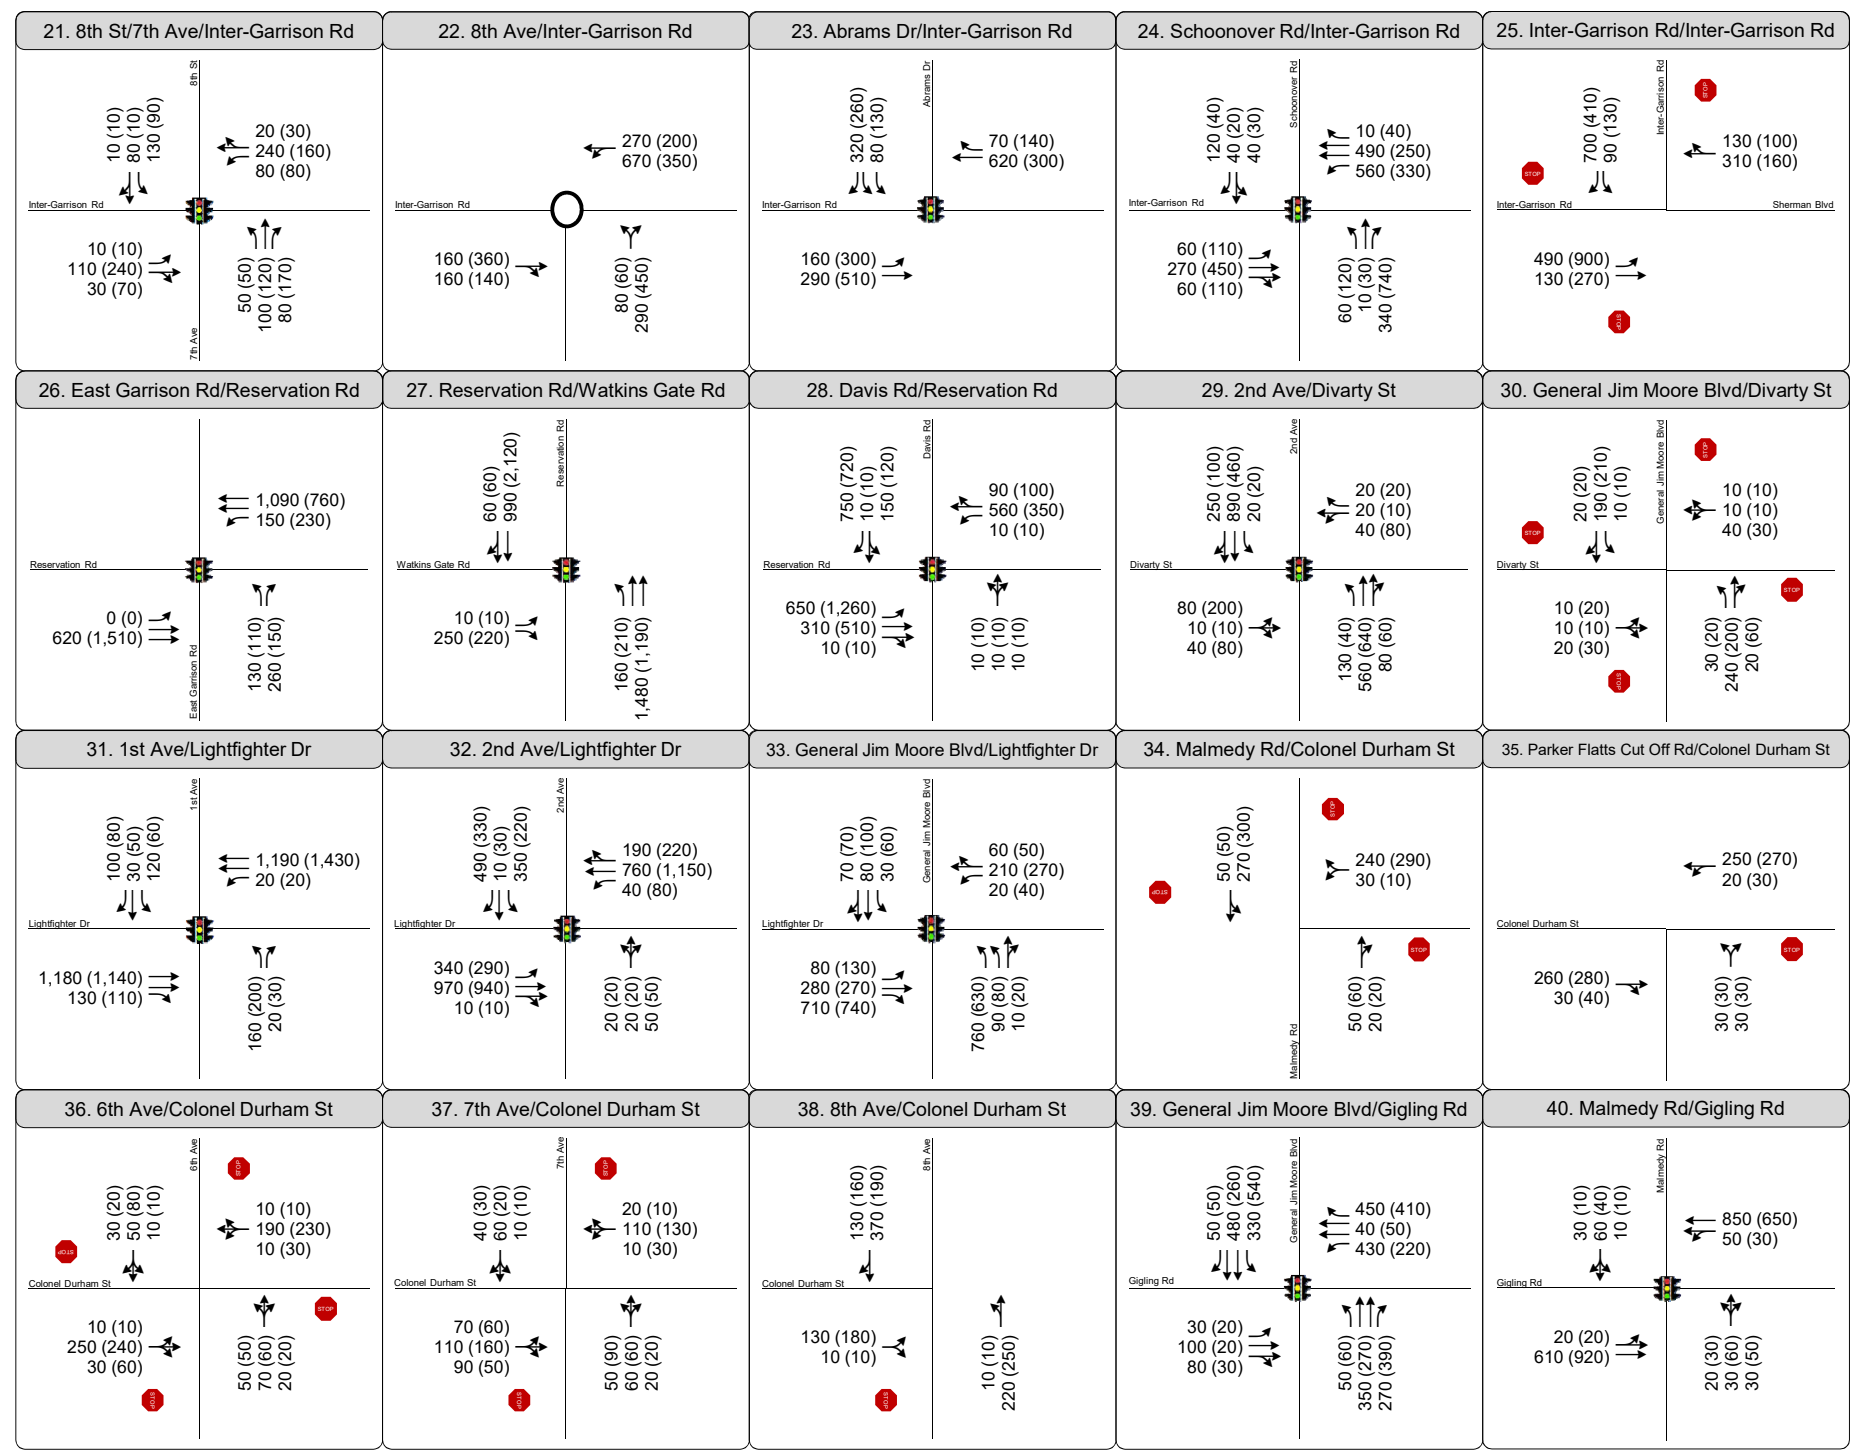 21. 8th St/7th Ave/Inter-Garrison Rd
8th St
10 (10)
80 (10)
130 (90)
20 (30)
240 (160)
80 (80)
Inter-Garrison Rd
10 (10)
110 (240)
30 (70)
50 (50)
100 (120)
80 (170)
7th Ave
22. 8th Ave/Inter-Garrison Rd
270 (200)
670 (350)
Inter-Garrison Rd
160 (360)
160 (140)
80 (60)
290 (450)
23. Abrams Dr/Inter-Garrison Rd
Abrams Dr
320 (260)
80 (130)
70 (140)
620 (300)
Inter-Garrison Rd
160 (300)
290 (510)
24. Schoonover Rd/Inter-Garrison Rd
Schoonover Rd
120 (40)
40 (20)
40 (30)
10 (40)
490 (250)
560 (330)
Inter-Garrison Rd
60 (110)
270 (450)
60 (110)
60 (120)
10 (30)
340 (740)
25. Inter-Garrison Rd/Inter-Garrison Rd
Inter-Garrison Rd
STOP
700 (410)
90 (130)
130 (100)
310 (160)
STOP
Inter-Garrison Rd
Sherman Blvd
490 (900)
130 (270)
STOP
26. East Garrison Rd/Reservation Rd
1,090 (760)
150 (230)
Reservation Rd
0 (0)
620 (1,510)
130 (110)
260 (150)
East Garrison Rd
27. Reservation Rd/Watkins Gate Rd
Reservation Rd
60 (60)
990 (2,120)
Watkins Gate Rd
10 (10)
250 (220)
160 (210)
1,480 (1,190)
28. Davis Rd/Reservation Rd
Davis Rd
750 (720)
10 (10)
150 (120)
90 (100)
560 (350)
10 (10)
Reservation Rd
650 (1,260)
310 (510)
10 (10)
10 (10)
10 (10)
10 (10)
29. 2nd Ave/Divarty St
2nd Ave
250 (100)
890 (460)
20 (20)
20 (20)
20 (10)
40 (80)
Divarty St
80 (200)
10 (10)
40 (80)
130 (40)
560 (640)
80 (60)
30. General Jim Moore Blvd/Divarty St
General Jim Moore Blvd
STOP
20 (20)
190 (210)
10 (10)
10 (10)
10 (10)
40 (30)
STOP
Divarty St
STOP
10 (20)
10 (10)
20 (30)
30 (20)
240 (200)
20 (60)
STOP
31. 1st Ave/Lightfighter Dr
1st Ave
100 (80)
30 (50)
120 (60)
1,190 (1,430)
20 (20)
Lightfighter Dr
1,180 (1,140)
130 (110)
160 (200)
20 (30)
32. 2nd Ave/Lightfighter Dr
2nd Ave
490 (330)
10 (30)
350 (220)
190 (220)
760 (1,150)
40 (80)
Lightfighter Dr
340 (290)
970 (940)
10 (10)
20 (20)
20 (20)
50 (50)
33. General Jim Moore Blvd/Lightfighter Dr
General Jim Moore Blvd
70 (70)
80 (100)
30 (60)
60 (50)
210 (270)
20 (40)
Lightfighter Dr
80 (130)
280 (270)
710 (740)
760 (630)
90 (80)
10 (20)
34. Malmedy Rd/Colonel Durham St
STOP
50 (50)
270 (300)
240 (290)
30 (10)
STOP
STOP
50 (60)
20 (20)
Malmedy Rd
35. Parker Flatts Cut Off Rd/Colonel Durham St
250 (270)
20 (30)
Colonel Durham St
STOP
260 (280)
30 (40)
30 (30)
30 (30)
36. 6th Ave/Colonel Durham St
6th Ave
STOP
30 (20)
50 (80)
10 (10)
10 (10)
190 (230)
10 (30)
STOP
Colonel Durham St
STOP
10 (10)
250 (240)
30 (60)
50 (50)
70 (60)
20 (20)
STOP
37. 7th Ave/Colonel Durham St
7th Ave
STOP
40 (30)
60 (20)
10 (10)
20 (10)
110 (130)
10 (30)
Colonel Durham St
70 (60)
110 (160)
90 (50)
50 (90)
60 (60)
20 (20)
STOP
38. 8th Ave/Colonel Durham St
8th Ave
130 (160)
370 (190)
Colonel Durham St
130 (180)
10 (10)
10 (10)
220 (250)
STOP
39. General Jim Moore Blvd/Gigling Rd
General Jim Moore Blvd
50 (50)
480 (260)
330 (540)
450 (410)
40 (50)
430 (220)
Gigling Rd
30 (20)
100 (20)
80 (30)
50 (60)
350 (270)
270 (390)
40. Malmedy Rd/Gigling Rd
Malmedy Rd
30 (10)
60 (40)
10 (10)
850 (650)
50 (30)
Gigling Rd
20 (20)
610 (920)
20 (30)
30 (60)
30 (50)